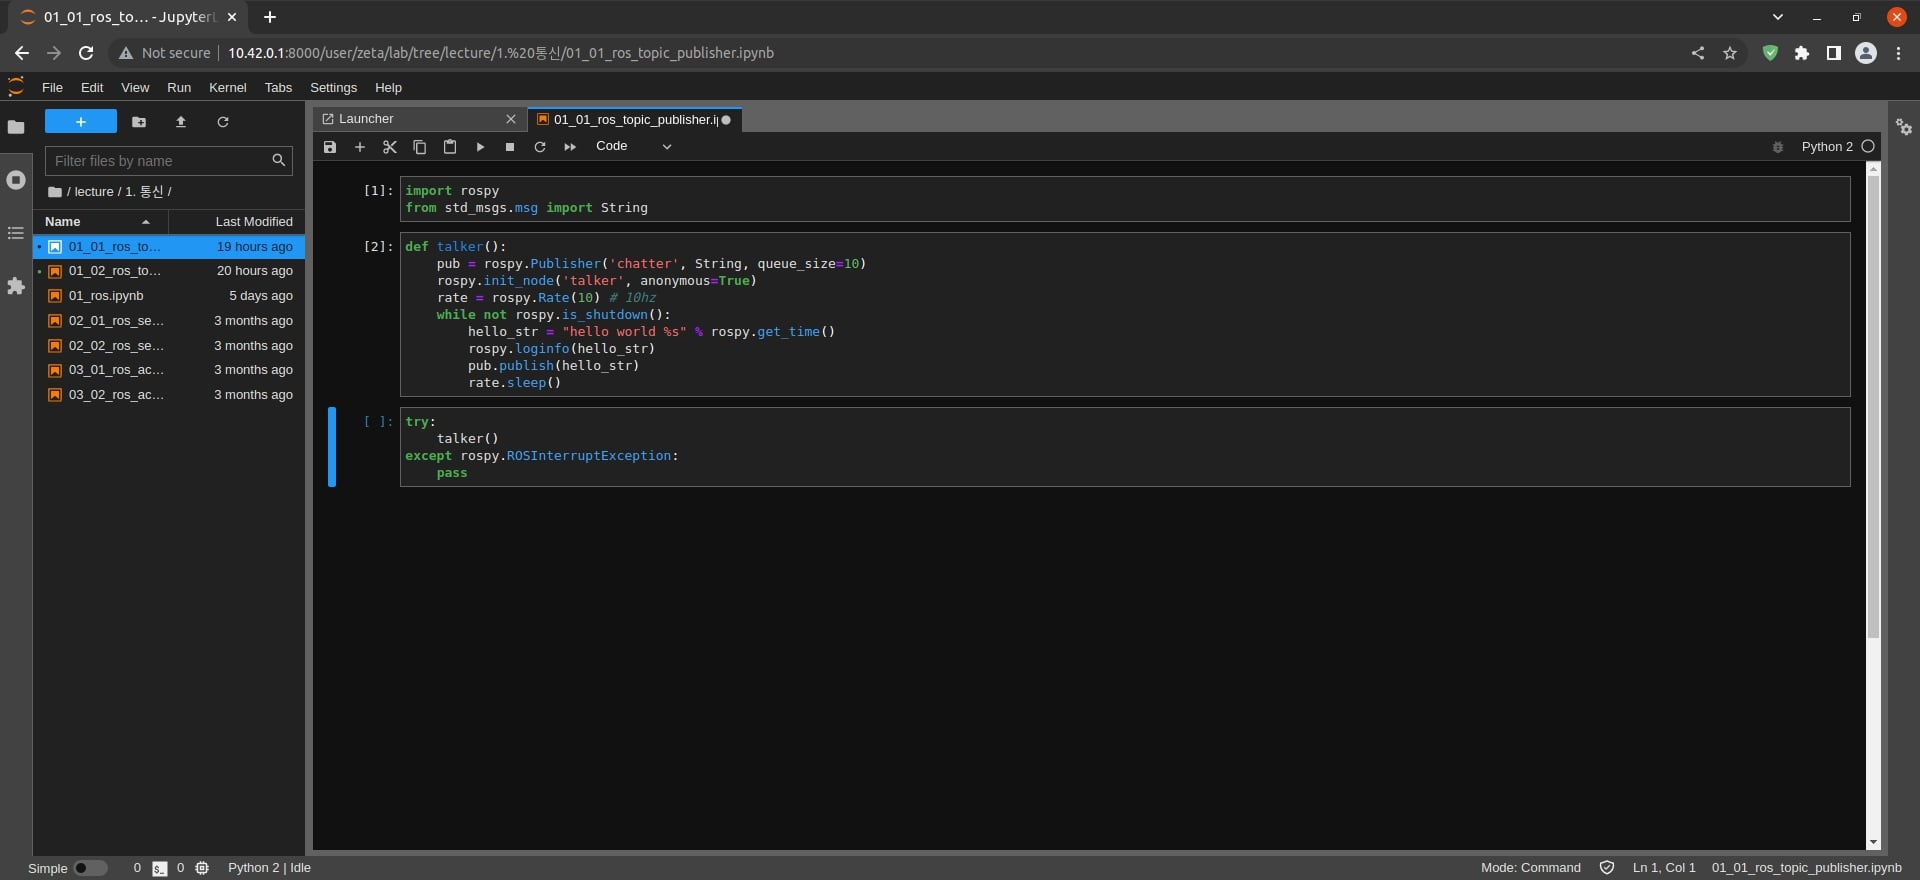 01_01_ros_to… - JupyterL
Not secure
10.42.0.1:8000/user/zeta/lab/tree/lecture/1.%20통신/01_01_ros_topic_publisher.ipynb
File Edit View Run Kernel Tabs Settings Help
Launcher
01_01_ros_topic_publisher.i
Filter files by name
Code
Python 2
/ lecture / 1. 통신 /
Name Last Modified
01_01_ros_to… 19 hours ago
01_02_ros_to… 20 hours ago
01_ros.ipynb 5 days ago
02_01_ros_se… 3 months ago
02_02_ros_se… 3 months ago
03_01_ros_ac… 3 months ago
03_02_ros_ac… 3 months ago
[1]: import rospy
from std_msgs.msg import String
[2]: def talker():
pub = rospy.Publisher('chatter', String, queue_size=10)
rospy.init_node('talker', anonymous=True)
rate = rospy.Rate(10) # 10hz
while not rospy.is_shutdown():
hello_str = "hello world %s" % rospy.get_time()
rospy.loginfo(hello_str)
pub.publish(hello_str)
rate.sleep()
[ ]: try:
talker()
except rospy.ROSInterruptException:
pass
Simple 0 $_ 0 Python 2 | Idle
Mode: Command Ln 1, Col 1 01_01_ros_topic_publisher.ipynb